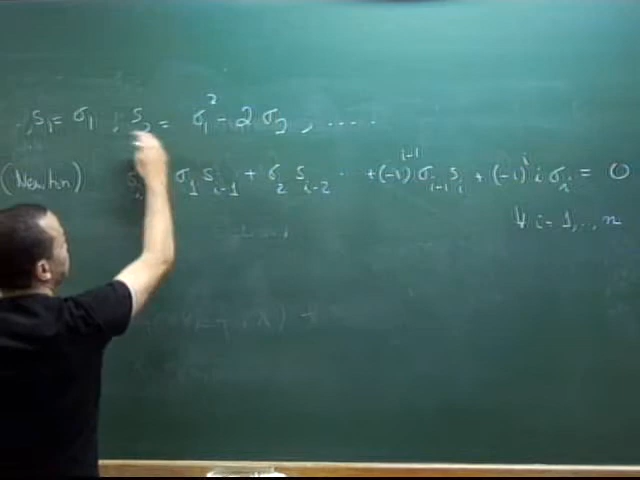 s₁ = σ₁ , s₂ = σ₁² - 2σ₂ , .....
(Newton) σ₁ s_{i-1} + σ₂ s_{i-2} ... + (-1)^{i-1} σ_{i-1} s_i + (-1)^i i σ_i = 0
∀ i = 1, .., n